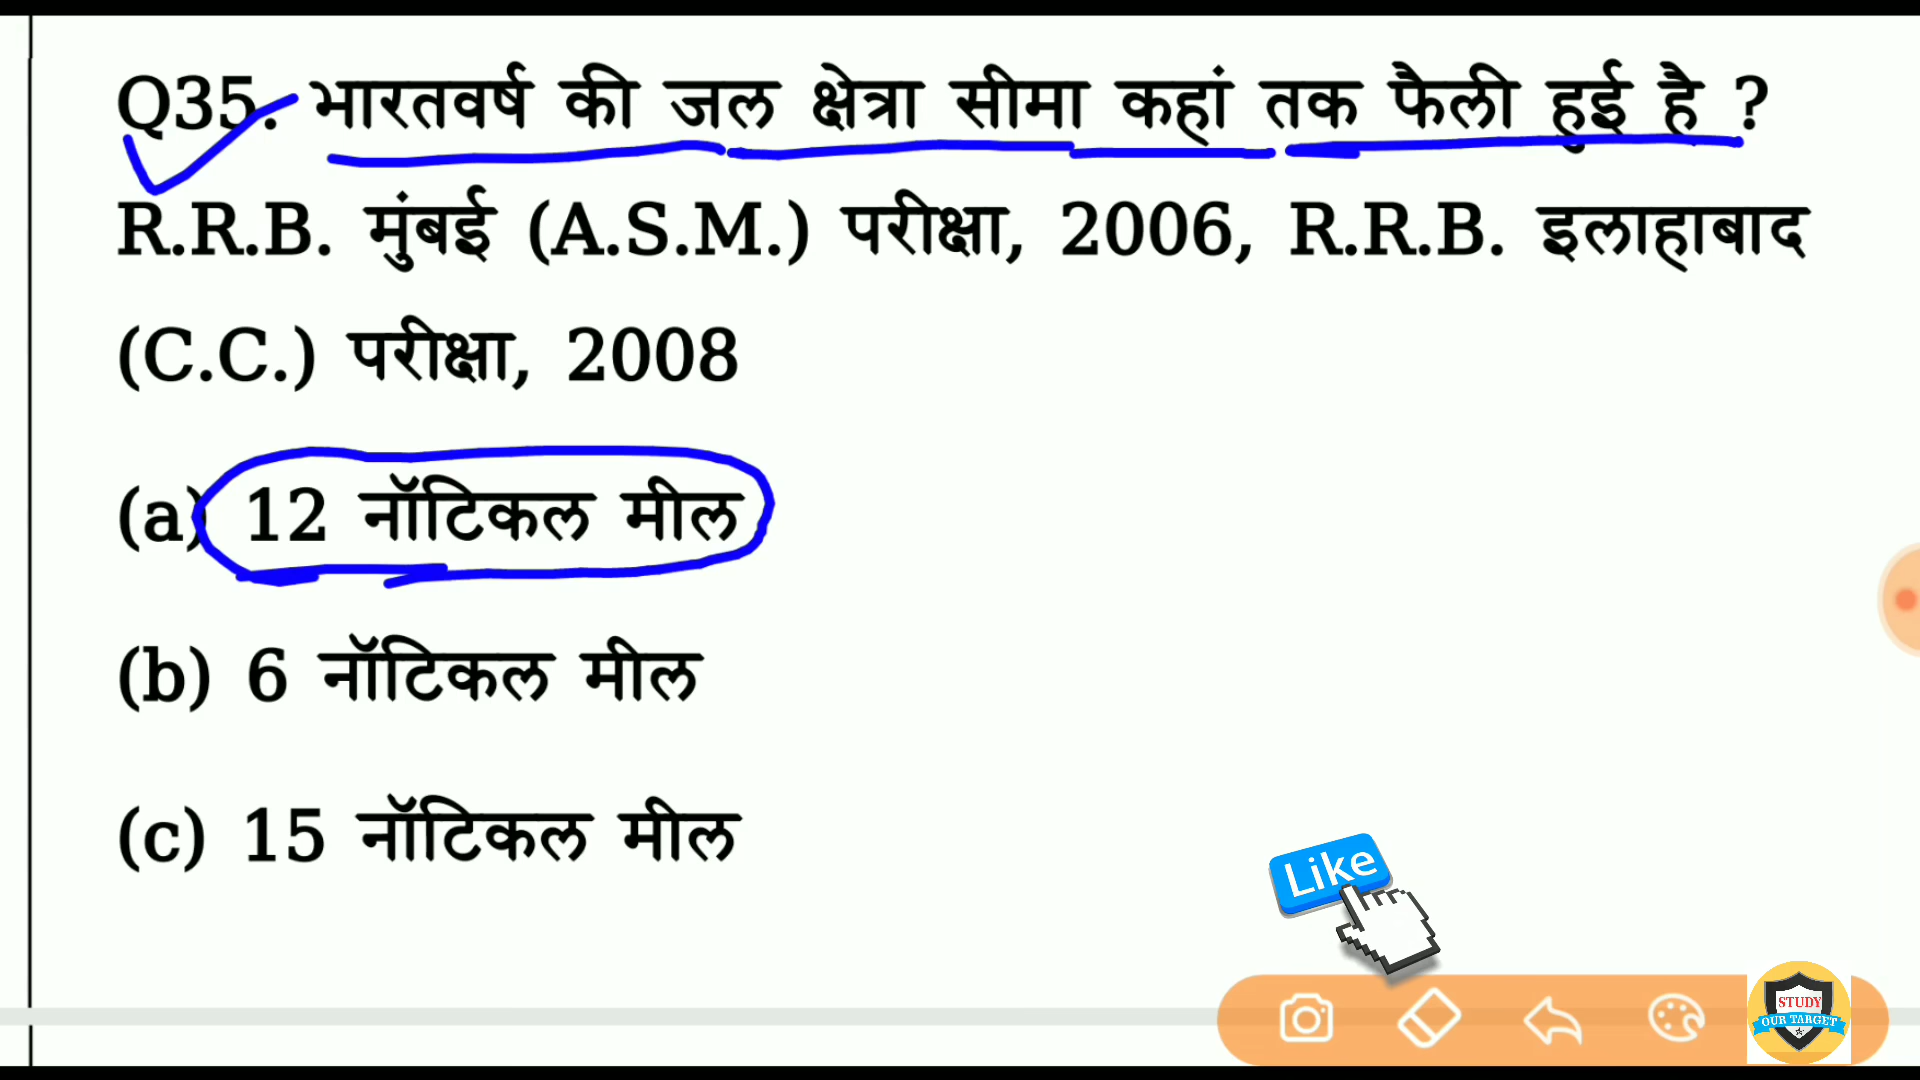 Q35. भारतवर्ष की जल क्षेत्रा सीमा कहां तक फैली हुई है ?
R.R.B. मुंबई (A.S.M.) परीक्षा, 2006, R.R.B. इलाहाबाद
(C.C.) परीक्षा, 2008
(a) 12 नॉटिकल मील
(b) 6 नॉटिकल मील
(c) 15 नॉटिकल मील
Like
STUDY
OUR TARGET